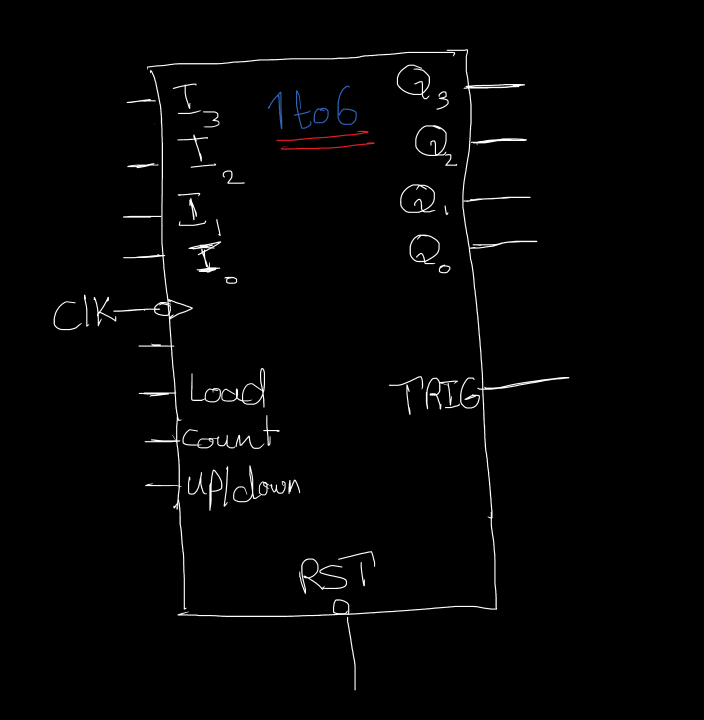 I3
1to6
Q3
I2
Q2
I1
Q1
I0
Q0
Clk
Load
TRIG
Count
up/down
RST